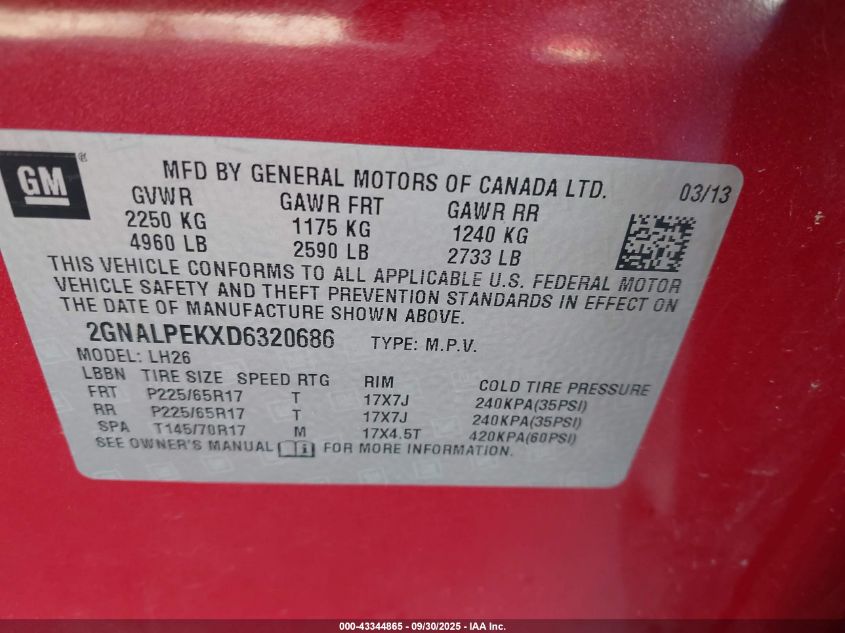 GM®
MFD BY GENERAL MOTORS OF CANADA LTD. 03/13
GVWR GAWR FRT GAWR RR
2250 KG 1175 KG 1240 KG
4960 LB 2590 LB 2733 LB
THIS VEHICLE CONFORMS TO ALL APPLICABLE U.S. FEDERAL MOTOR
VEHICLE SAFETY AND THEFT PREVENTION STANDARDS IN EFFECT ON
THE DATE OF MANUFACTURE SHOWN ABOVE.
2GNALPEKXD6320686 TYPE: M.P.V.
MODEL: LH26
LBBN TIRE SIZE SPEED RTG RIM COLD TIRE PRESSURE
FRT P225/65R17 T 17X7J 240KPA(35PSI)
RR P225/65R17 T 17X7J 240KPA(35PSI)
SPA T145/70R17 M 17X4.5T 420KPA(60PSI)
SEE OWNER'S MANUAL i FOR MORE INFORMATION.
000-43344865 - 09/30/2025 - IAA Inc.